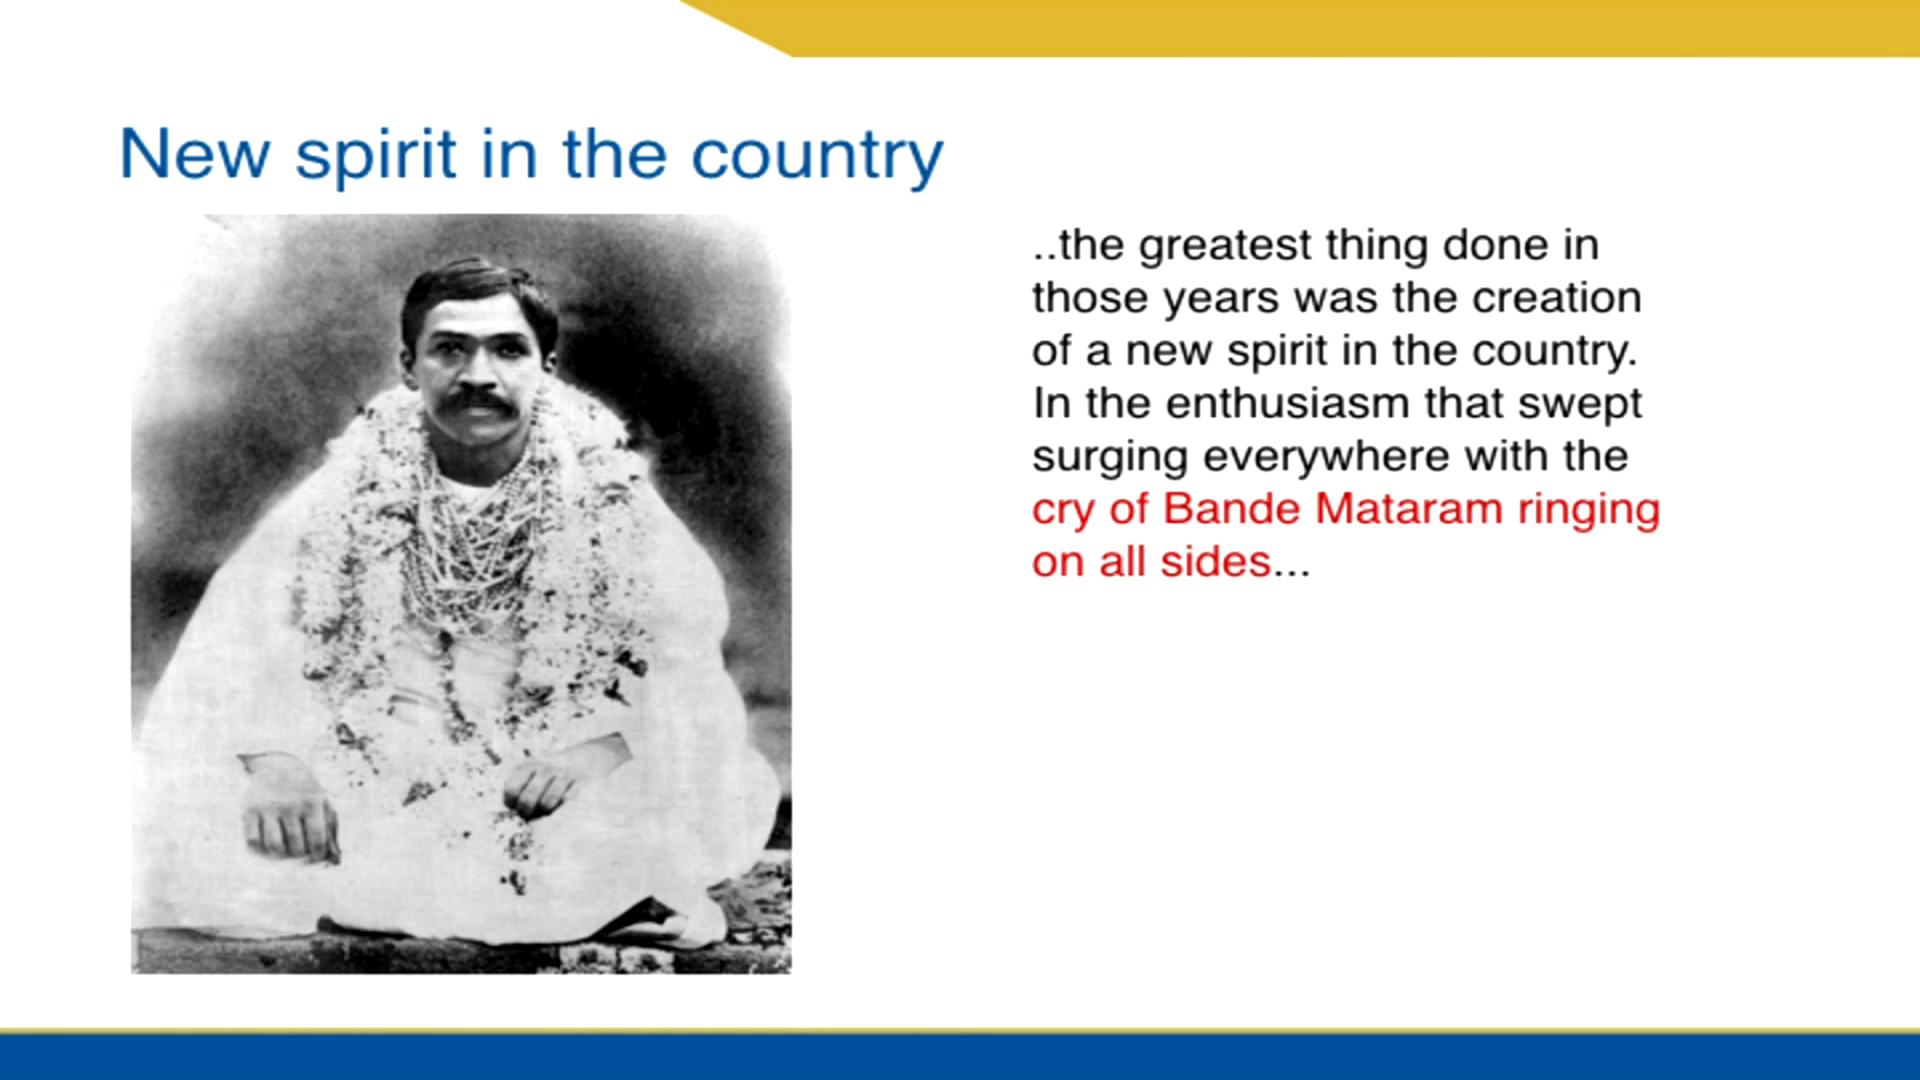 New spirit in the country
..the greatest thing done in
those years was the creation
of a new spirit in the country.
In the enthusiasm that swept
surging everywhere with the
cry of Bande Mataram ringing
on all sides...